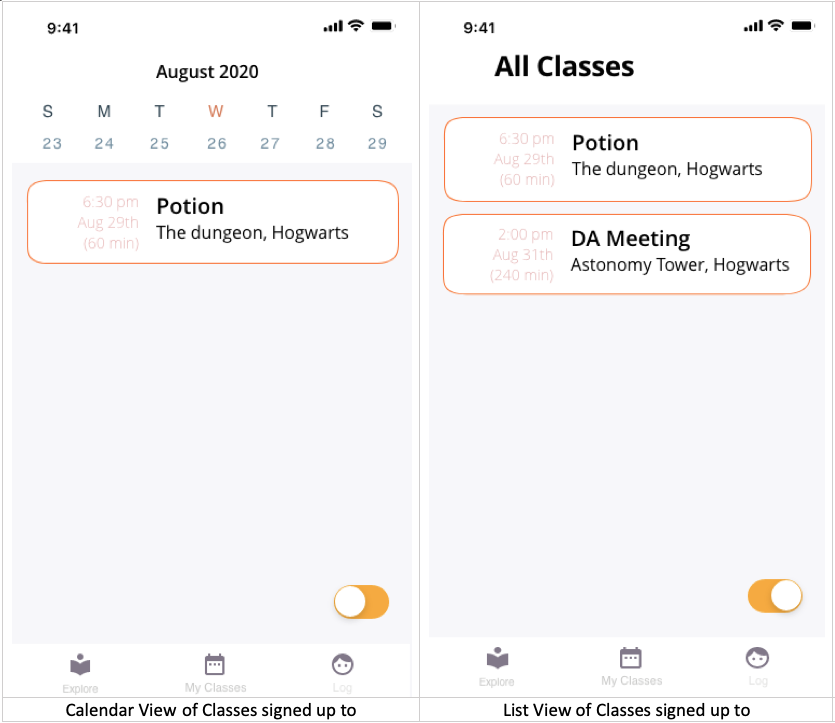 9:41
August 2020
S M T W T F S
23 24 25 26 27 28 29
6:30 pm
Aug 29th
(60 min)
Potion
The dungeon, Hogwarts
Explore
My Classes
Log
Calendar View of Classes signed up to
9:41
All Classes
6:30 pm
Aug 29th
(60 min)
Potion
The dungeon, Hogwarts
2:00 pm
Aug 31th
(240 min)
DA Meeting
Astonomy Tower, Hogwarts
Explore
My Classes
Log
List View of Classes signed up to